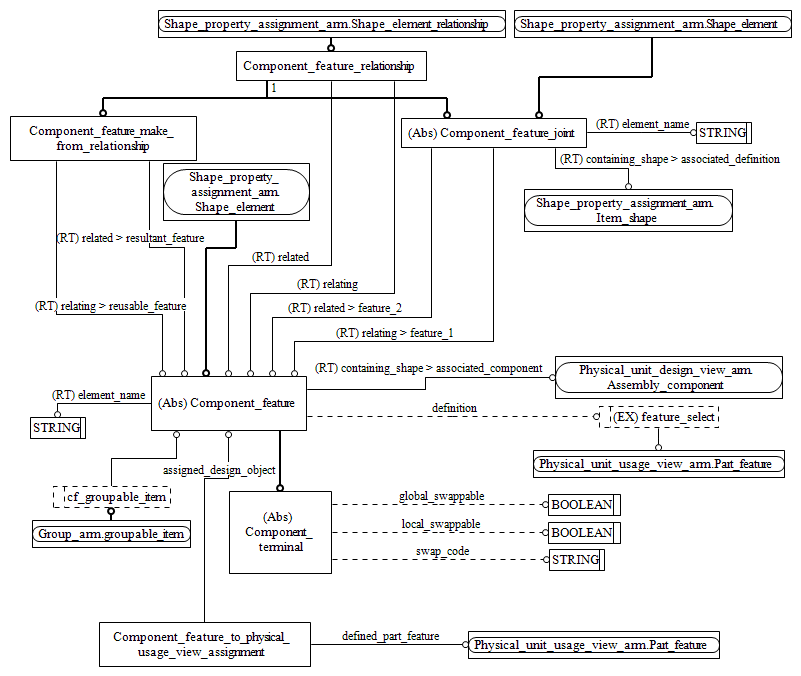 Shape_property_assignment_arm.Shape_element_relationship
Shape_property_assignment_arm.Shape_element
Component_feature_relationship
1
Component_feature_make_
from_relationship
(Abs) Component_feature_joint
(RT) element_name
STRING
(RT) containing_shape > associated_definition
Shape_property_
assignment_arm.
Shape_element
Shape_property_assignment_arm.
Item_shape
(RT) related > resultant_feature
(RT) related
(RT) relating
(RT) relating > reusable_feature
(RT) related > feature_2
(RT) relating > feature_1
(RT) containing_shape > associated_component
Physical_unit_design_view_arm.
Assembly_component
(RT) element_name
(Abs) Component_feature
definition
(EX) feature_select
STRING
Physical_unit_usage_view_arm.Part_feature
assigned_design_object
cf_groupable_item
Group_arm.groupable_item
(Abs)
Component_
terminal
global_swappable
BOOLEAN
local_swappable
BOOLEAN
swap_code
STRING
Component_feature_to_physical_
usage_view_assignment
defined_part_feature
Physical_unit_usage_view_arm.Part_feature